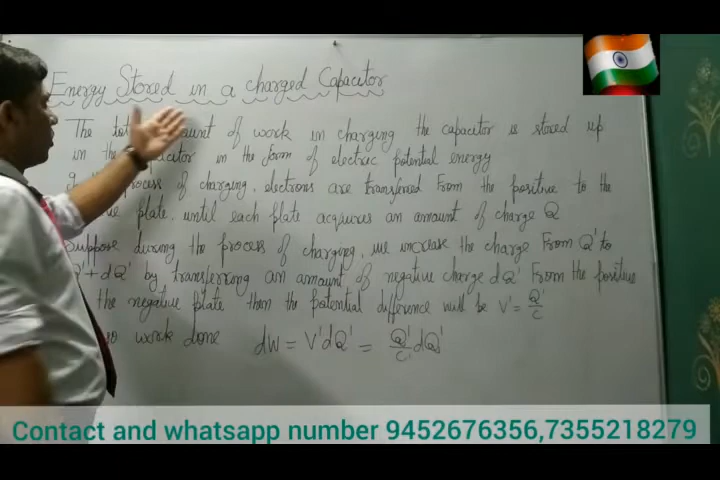 Energy Stored in a charged Capacitor
The amount of work in charging the capacitor is stored up
in the in the form of electric potential energy
process of charging, electrons are transferred From the positive to the
plate, until each plate acquires an amount of charge Q
Suppose during the process of charging, we increase the charge From Q' to
Q' + dQ' by transferring an amount of negative charge dQ' From the positive
the negative plate then the potential difference will be V' = Q'/C
so work done dW = V'dQ' = Q'/C dQ'
Contact and whatsapp number 9452676356,7355218279